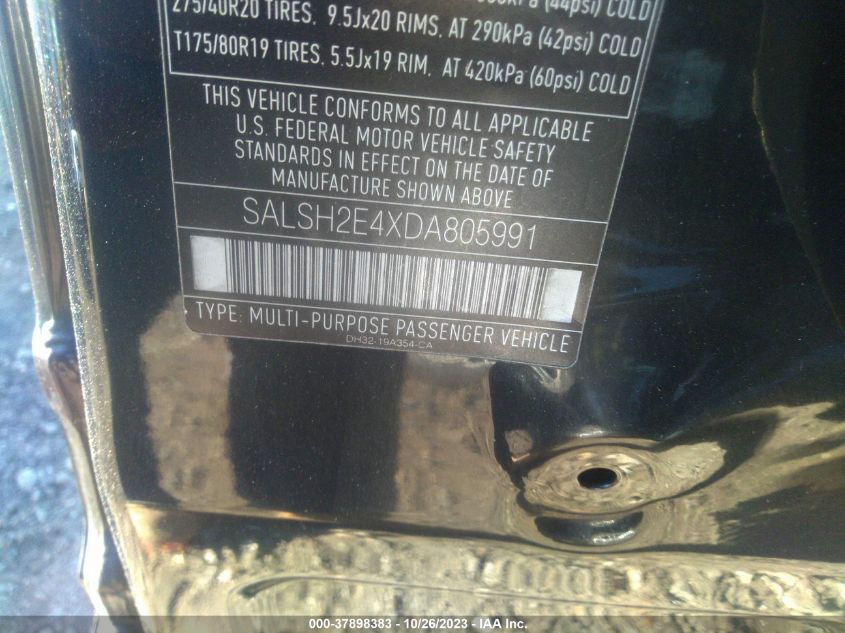 (44psi) COLD
275/40R20 TIRES, 9.5Jx20 RIMS, AT 290kPa (42psi) COLD
T175/80R19 TIRES, 5.5Jx19 RIM, AT 420kPa (60psi) COLD
THIS VEHICLE CONFORMS TO ALL APPLICABLE
U.S. FEDERAL MOTOR VEHICLE SAFETY
STANDARDS IN EFFECT ON THE DATE OF
MANUFACTURE SHOWN ABOVE
SALSH2E4XDA805991
TYPE: MULTI-PURPOSE PASSENGER VEHICLE
DH32-19A354-CA
000-37898383 - 10/26/2023 - © IAA Inc.